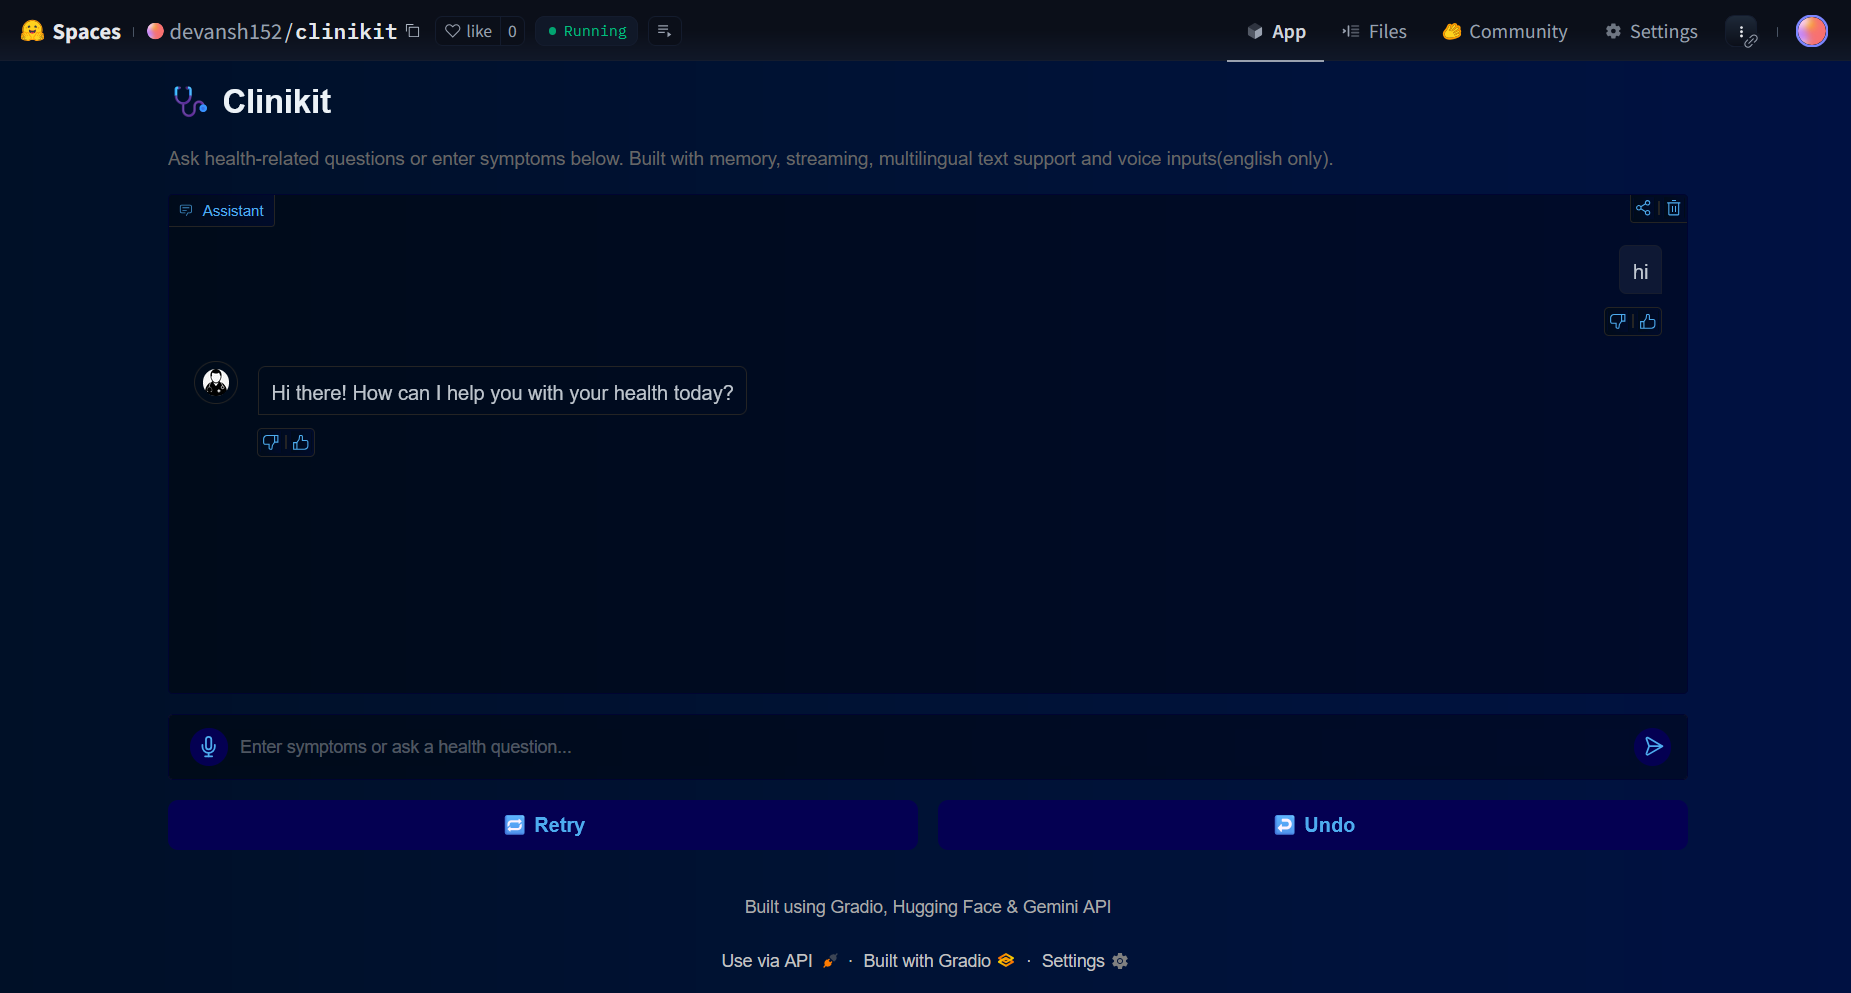 Spaces devansh152/clinikit like 0 Running App Files Community Settings
Clinikit
Ask health-related questions or enter symptoms below. Built with memory, streaming, multilingual text support and voice inputs(english only).
Assistant
hi
Hi there! How can I help you with your health today?
Enter symptoms or ask a health question...
Retry Undo
Built using Gradio, Hugging Face & Gemini API
Use via API · Built with Gradio · Settings